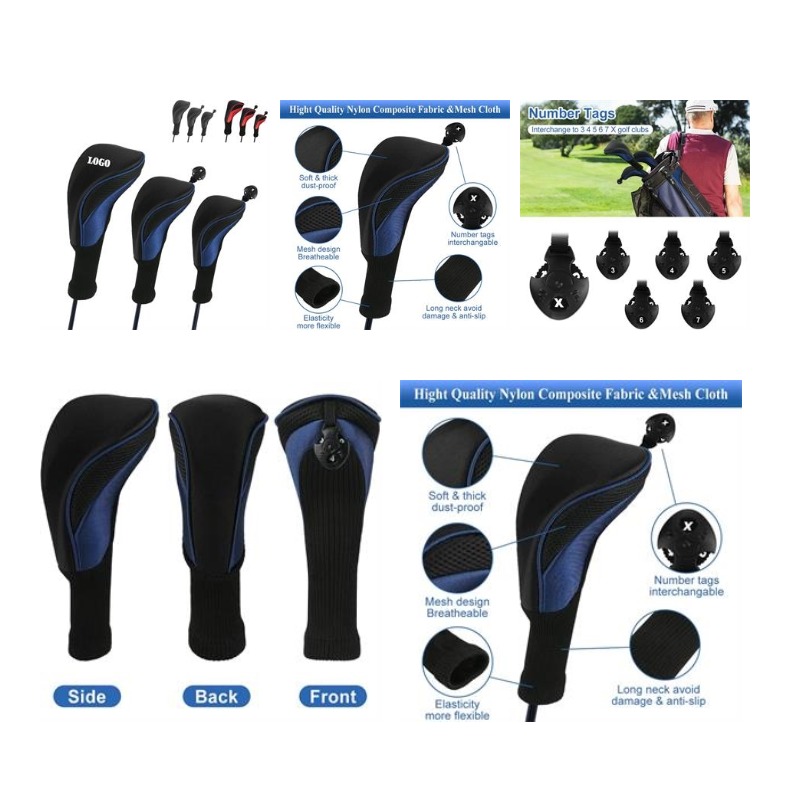 LOGO
Hight Quality Nylon Composite Fabric &Mesh Cloth
Soft & thick
dust-proof
Mesh design
Breatheable
Elasticity
more flexible
X
Number tags
interchangable
Long neck avoid
damage & anti-slip
Number Tags
Interchange to 3 4 5 6 7 X golf clubs
X
3
4
5
6
7
4
Side
Back
Front
Hight Quality Nylon Composite Fabric &Mesh Cloth
Soft & thick
dust-proof
Mesh design
Breatheable
Elasticity
more flexible
X
X
Number tags
interchangable
Long neck avoid
damage & anti-slip